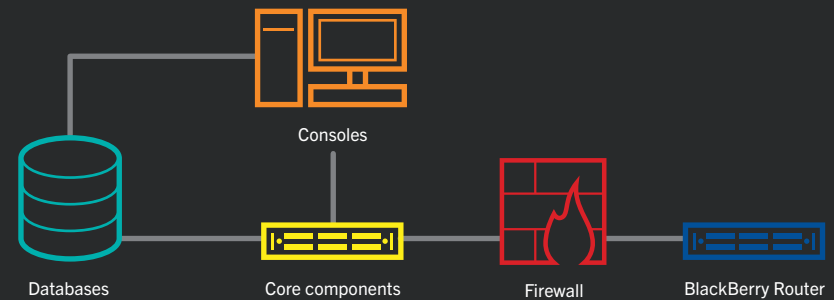 Consoles
Databases
Core components
Firewall
BlackBerry Router